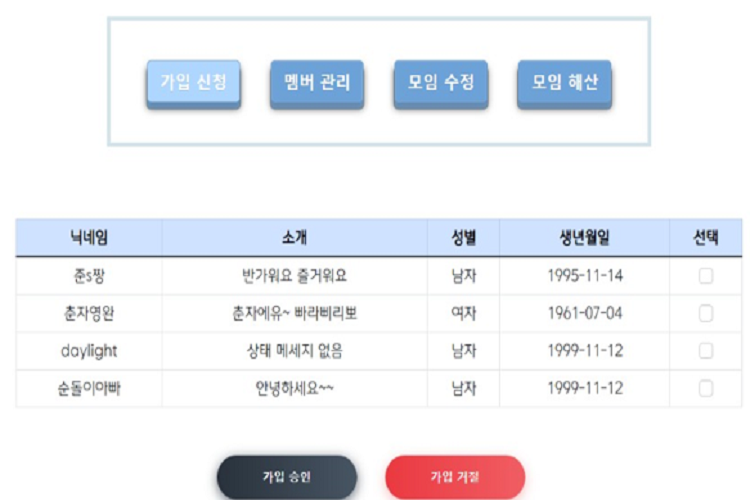 가입 신청 멤버 관리 모임 수정 모임 해산
닉네임 소개 성별 생년월일 선택
준s짱 반가워요 즐거워요 남자 1995-11-14
춘자영완 춘자에유~ 빠라삐리뽀 여자 1961-07-04
daylight 상태 메세지 없음 남자 1999-11-12
순돌이아빠 안녕하세요~~ 남자 1999-11-12
가입 승인 가입 거절